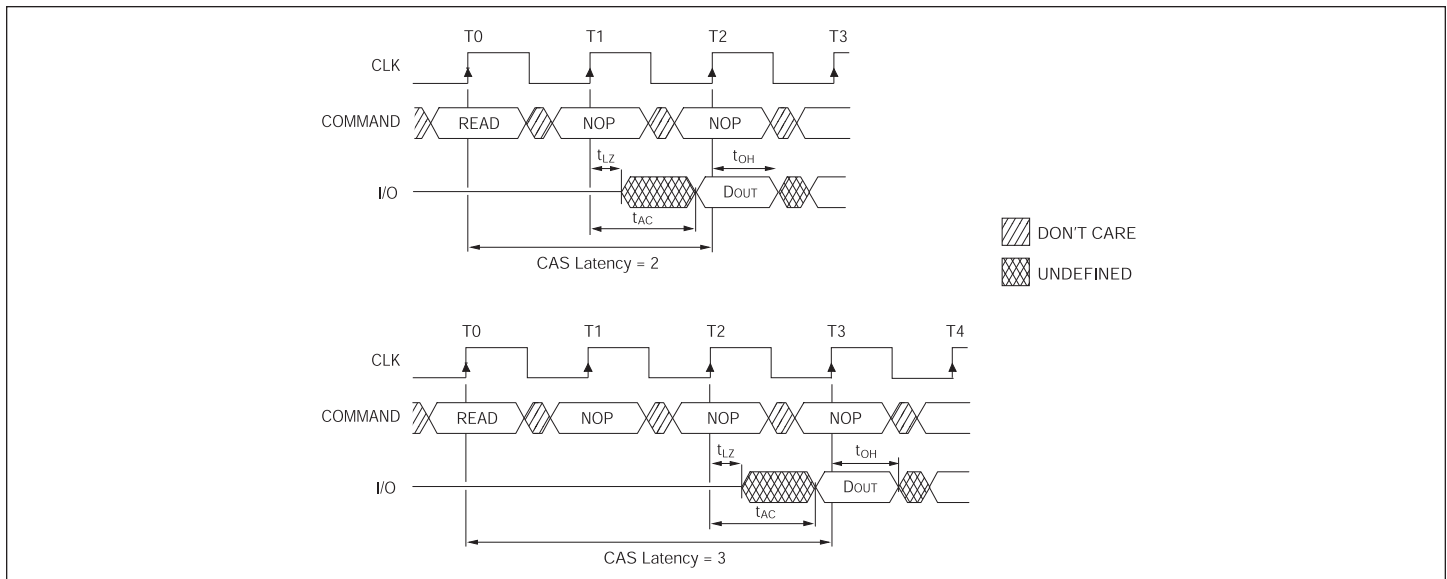 T0 T1 T2 T3
CLK
COMMAND READ NOP NOP
tLZ tOH
I/O DOUT
tAC
CAS Latency = 2
DON'T CARE
UNDEFINED
T0 T1 T2 T3 T4
CLK
COMMAND READ NOP NOP NOP
tLZ tOH
I/O DOUT
tAC
CAS Latency = 3